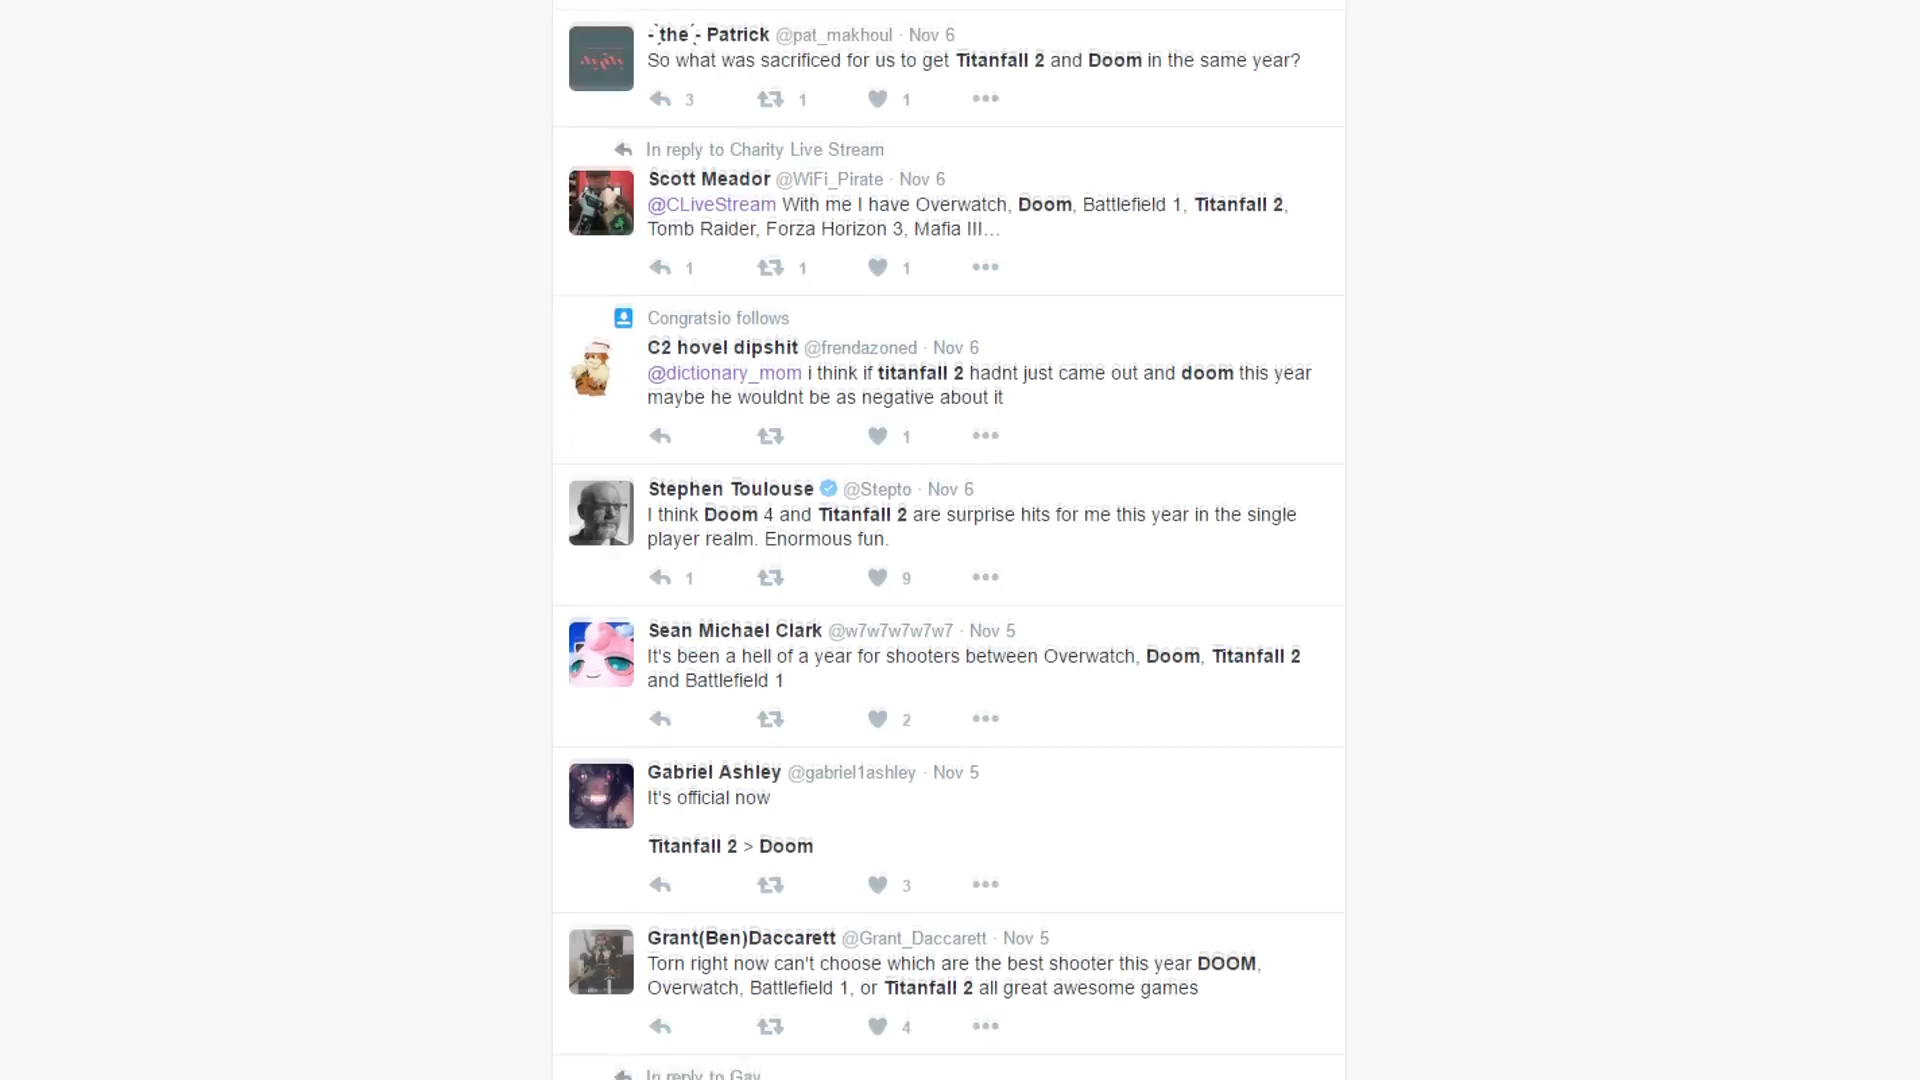 -ˋ̗the ˊ̖- Patrick @pat_makhoul · Nov 6
So what was sacrificed for us to get Titanfall 2 and Doom in the same year?
3 1 1
In reply to Charity Live Stream
Scott Meador @WiFi_Pirate · Nov 6
@CLiveStream With me I have Overwatch, Doom, Battlefield 1, Titanfall 2,
Tomb Raider, Forza Horizon 3, Mafia III...
1 1 1
Congratsio follows
C2 hovel dipshit @frendazoned · Nov 6
@dictionary_mom i think if titanfall 2 hadnt just came out and doom this year
maybe he wouldnt be as negative about it
1
Stephen Toulouse @Stepto · Nov 6
I think Doom 4 and Titanfall 2 are surprise hits for me this year in the single
player realm. Enormous fun.
1 9
Sean Michael Clark @w7w7w7w7w7 · Nov 5
It's been a hell of a year for shooters between Overwatch, Doom, Titanfall 2
and Battlefield 1
2
Gabriel Ashley @gabriel1ashley · Nov 5
It's official now
Titanfall 2 > Doom
3
Grant(Ben)Daccarett @Grant_Daccarett · Nov 5
Torn right now can't choose which are the best shooter this year DOOM,
Overwatch, Battlefield 1, or Titanfall 2 all great awesome games
4
In reply to Gay